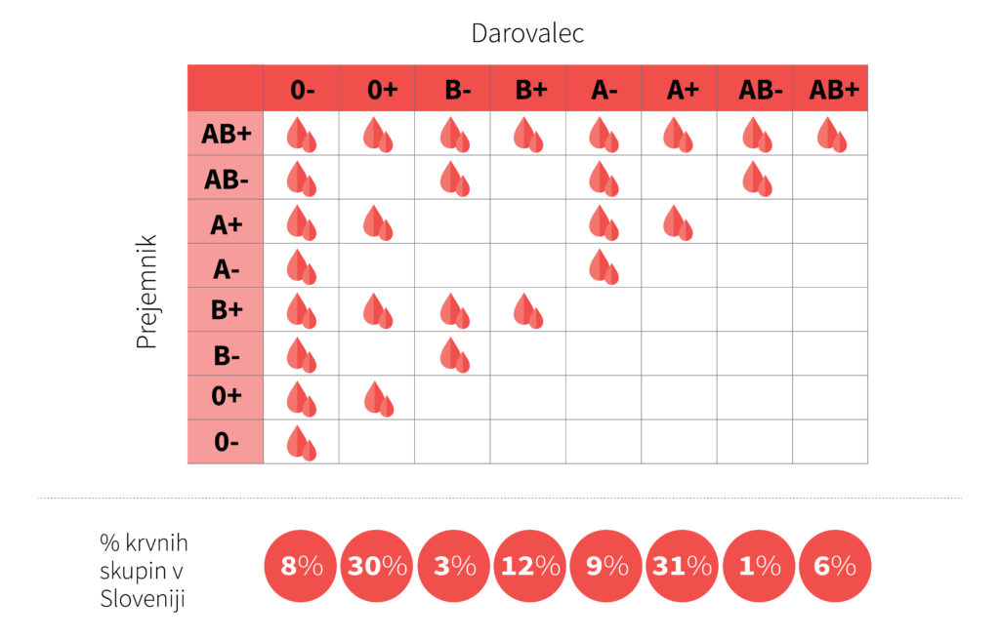 Darovalec
0- 0+ B- B+ A- A+ AB- AB+
AB+
AB-
A+
A-
B+
B-
0+
0-
Prejemnik
% krvnih
skupin v
Sloveniji
8% 30% 3% 12% 9% 31% 1% 6%